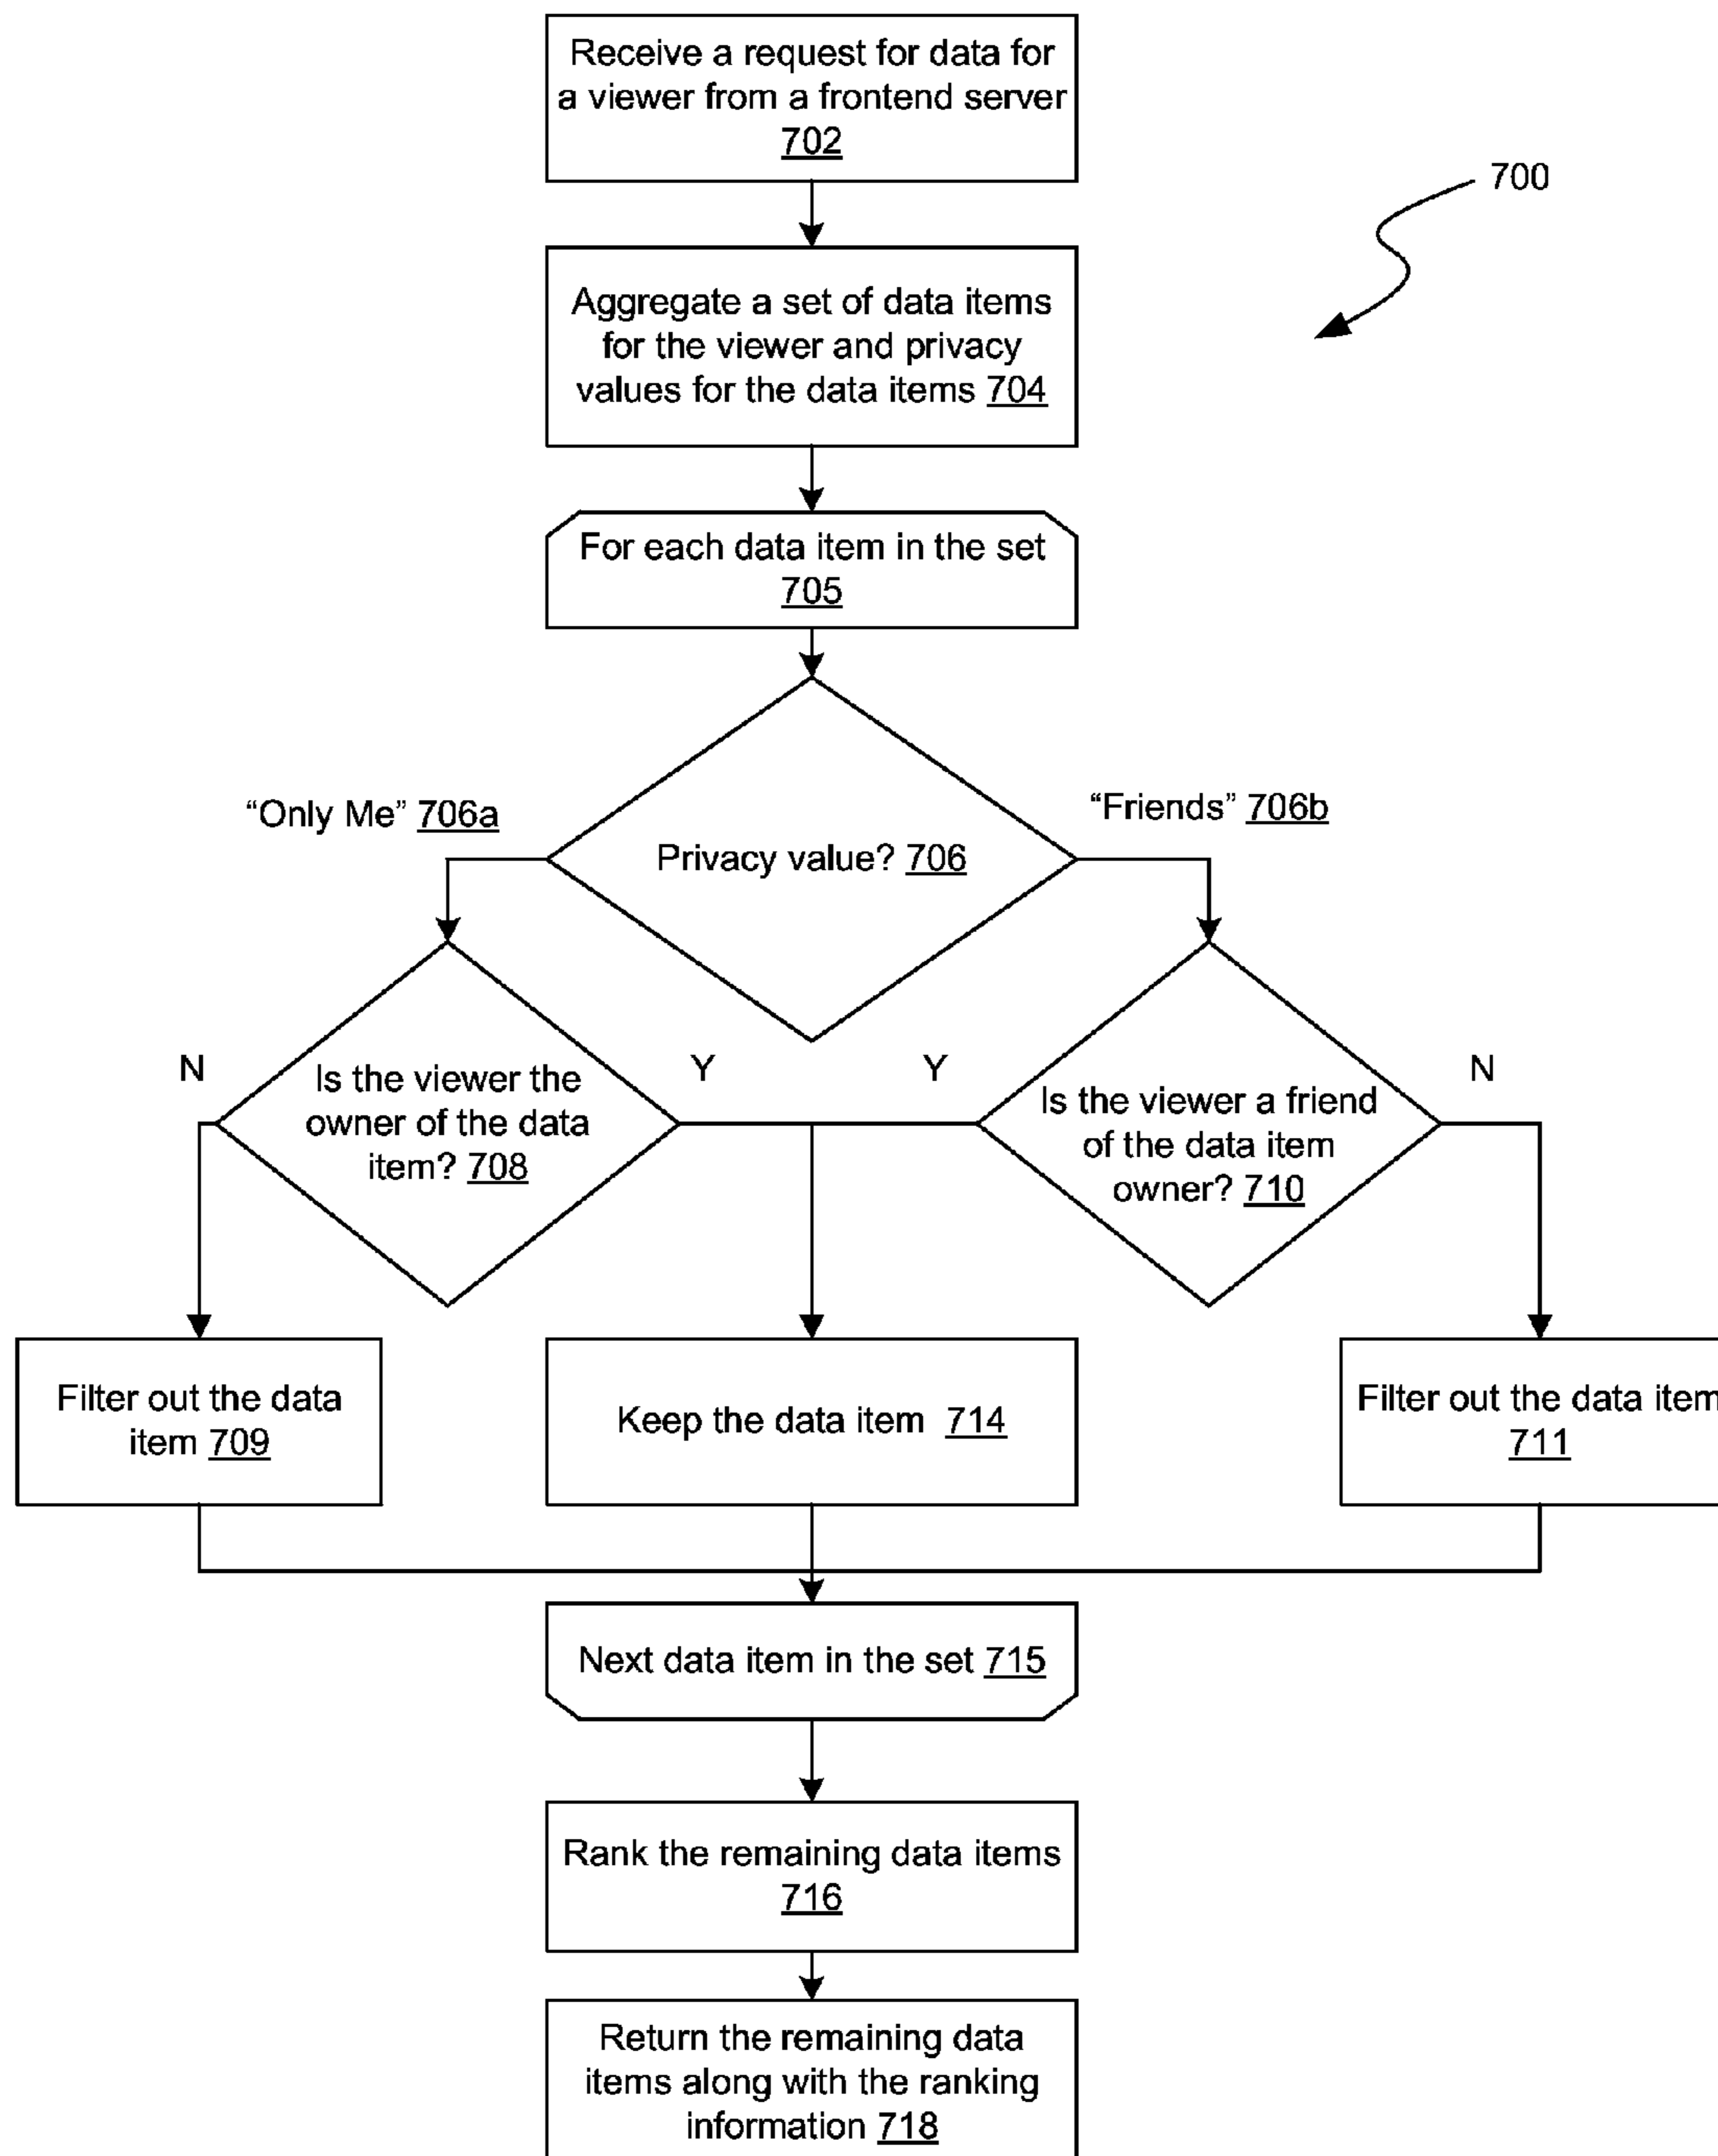 Receive a request for data for
a viewer from a frontend server
702
700
Aggregate a set of data items
for the viewer and privacy
values for the data items 704
For each data item in the set
705
“Only Me” 706a
“Friends” 706b
Privacy value? 706
N
Is the viewer the
owner of the data
item? 708
Y
Y
Is the viewer a friend
of the data item
owner? 710
N
Filter out the data
item 709
Keep the data item 714
Filter out the data item
711
Next data item in the set 715
Rank the remaining data items
716
Return the remaining data
items along with the ranking
information 718